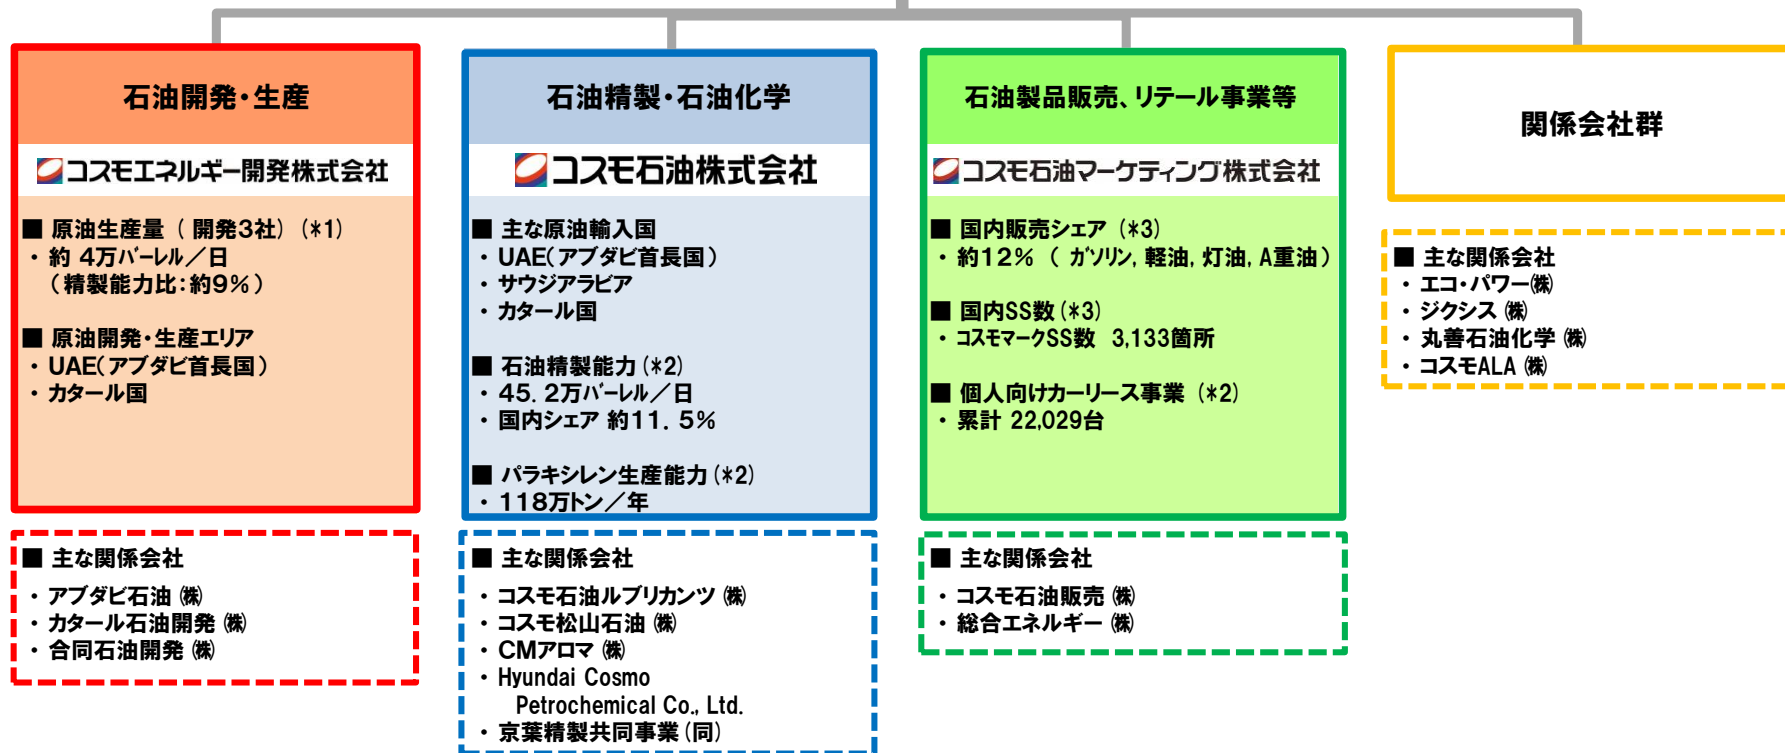 石油開発・生産
コスモエネルギー開発株式会社
■ 原油生産量 ( 開発3社) (*1)
・ 約 4万バーレル／日
(精製能力比：約9%)
■ 原油開発・生産エリア
・ UAE(アブダビ首長国)
・ カタール国
■ 主な関係会社
・ アブダビ石油 ㈱
・ カタール石油開発 ㈱
・ 合同石油開発 ㈱
石油精製・石油化学
コスモ石油株式会社
■ 主な原油輸入国
・ UAE(アブダビ首長国)
・ サウジアラビア
・ カタール国
■ 石油精製能力 (*2)
・ 45．2万バーレル／日
・ 国内シェア 約11．5%
■ パラキシレン生産能力 (*2)
・ 118万トン／年
■ 主な関係会社
・ コスモ石油ルブリカンツ ㈱
・ コスモ松山石油 ㈱
・ CMアロマ ㈱
・ Hyundai Cosmo
Petrochemical Co., Ltd.
・ 京葉精製共同事業 (同)
石油製品販売、リテール事業等
コスモ石油マーケティング株式会社
■ 国内販売シェア (*3)
・ 約12% ( ガソリン, 軽油, 灯油, A重油)
■ 国内SS数 (*3)
・ コスモマークSS数 3,133箇所
■ 個人向けカーリース事業 (*2)
・ 累計 22,029台
■ 主な関係会社
・ コスモ石油販売 ㈱
・ 総合エネルギー ㈱
関係会社群
■ 主な関係会社
・ エコ・パワー㈱
・ ジクシス ㈱
・ 丸善石油化学 ㈱
・ コスモALA ㈱